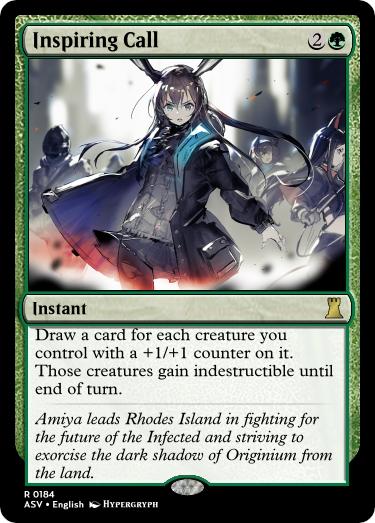 Inspiring Call 2
Instant
Draw a card for each creature you
control with a +1/+1 counter on it.
Those creatures gain indestructible until
end of turn.
Amiya leads Rhodes Island in fighting for
the future of the Infected and striving to
exorcise the dark shadow of Originium from
the land.
R 0184
ASV • English HYPERGRYPH